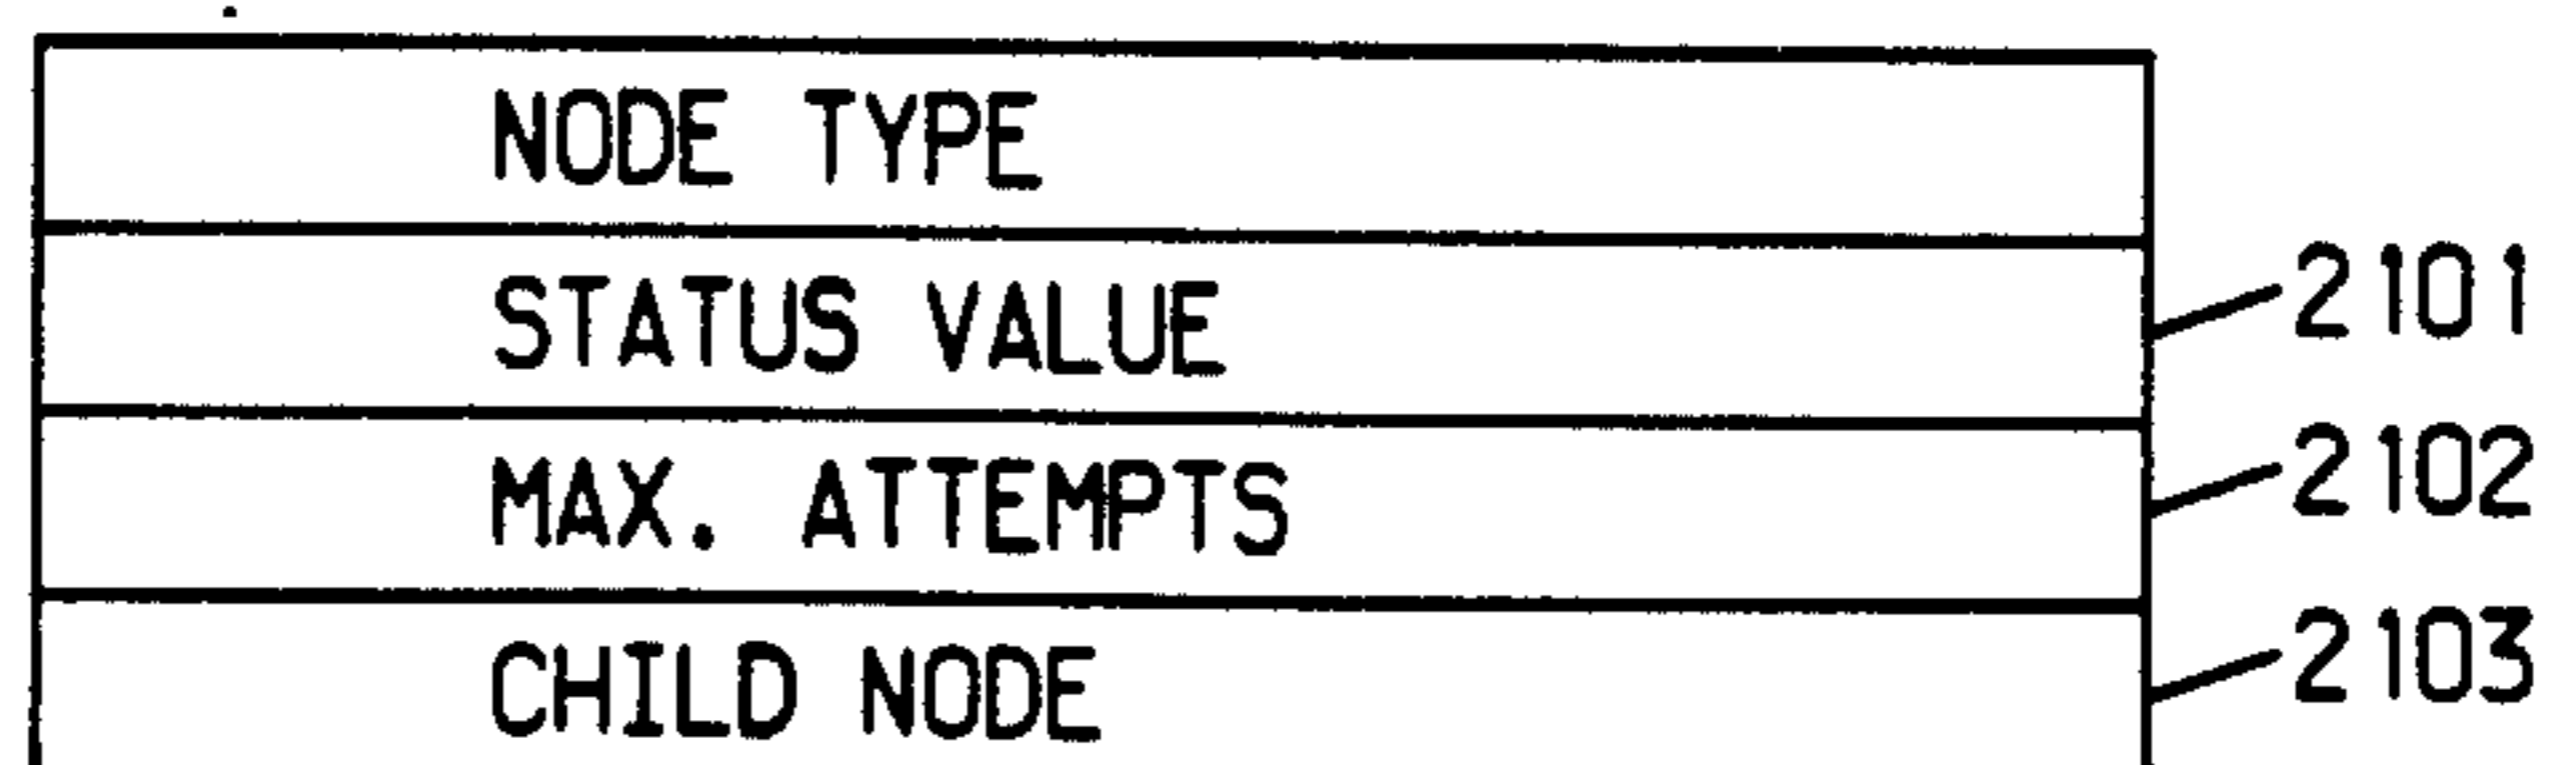 NODE TYPE
STATUS VALUE 2101
MAX. ATTEMPTS 2102
CHILD NODE 2103